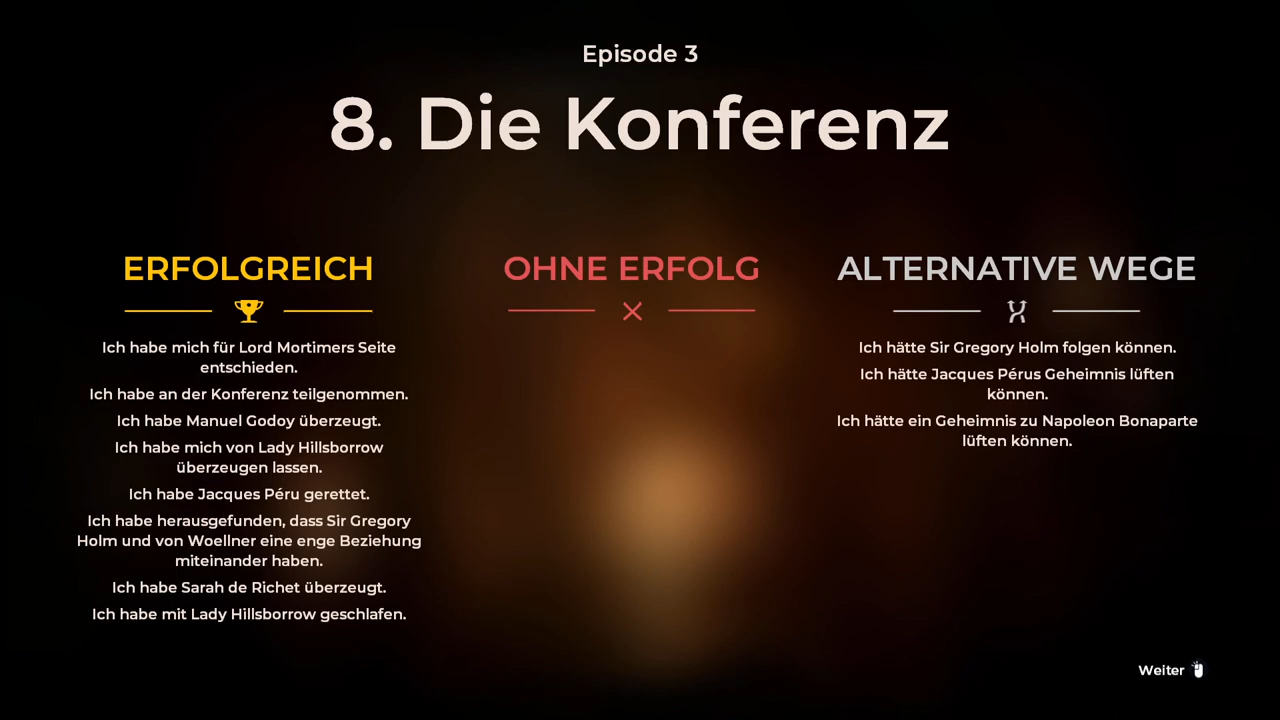 Episode 3
8. Die Konferenz
ERFOLGREICH
Ich habe mich für Lord Mortimers Seite
entschieden.
Ich habe an der Konferenz teilgenommen.
Ich habe Manuel Godoy überzeugt.
Ich habe mich von Lady Hillsborrow
überzeugen lassen.
Ich habe Jacques Péru gerettet.
Ich habe herausgefunden, dass Sir Gregory
Holm und von Woellner eine enge Beziehung
miteinander haben.
Ich habe Sarah de Richet überzeugt.
Ich habe mit Lady Hillsborrow geschlafen.
OHNE ERFOLG
ALTERNATIVE WEGE
Ich hätte Sir Gregory Holm folgen können.
Ich hätte Jacques Pérus Geheimnis lüften
können.
Ich hätte ein Geheimnis zu Napoleon Bonaparte
lüften können.
Weiter